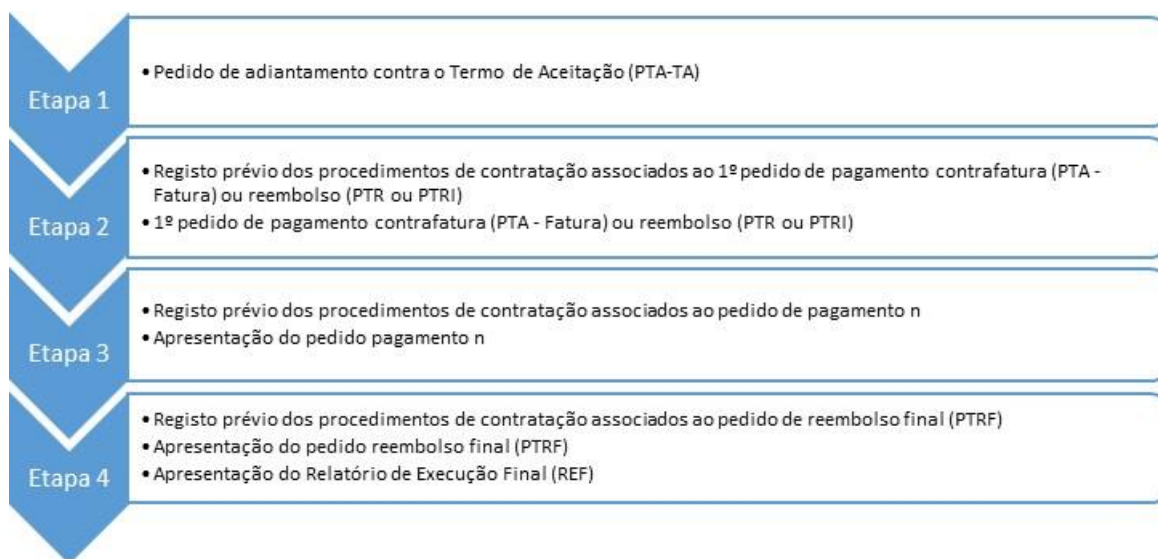 Etapa 1
• Pedido de adiantamento contra o Termo de Aceitação (PTA-TA)
Etapa 2
• Registo prévio dos procedimentos de contratação associados ao 1º pedido de pagamento contrafatura (PTA -
Fatura) ou reembolso (PTR ou PTRI)
• 1º pedido de pagamento contrafatura (PTA - Fatura) ou reembolso (PTR ou PTRI)
Etapa 3
• Registo prévio dos procedimentos de contratação associados ao pedido de pagamento n
• Apresentação do pedido pagamento n
Etapa 4
• Registo prévio dos procedimentos de contratação associados ao pedido de reembolso final (PTRF)
• Apresentação do pedido reembolso final (PTRF)
• Apresentação do Relatório de Execução Final (REF)